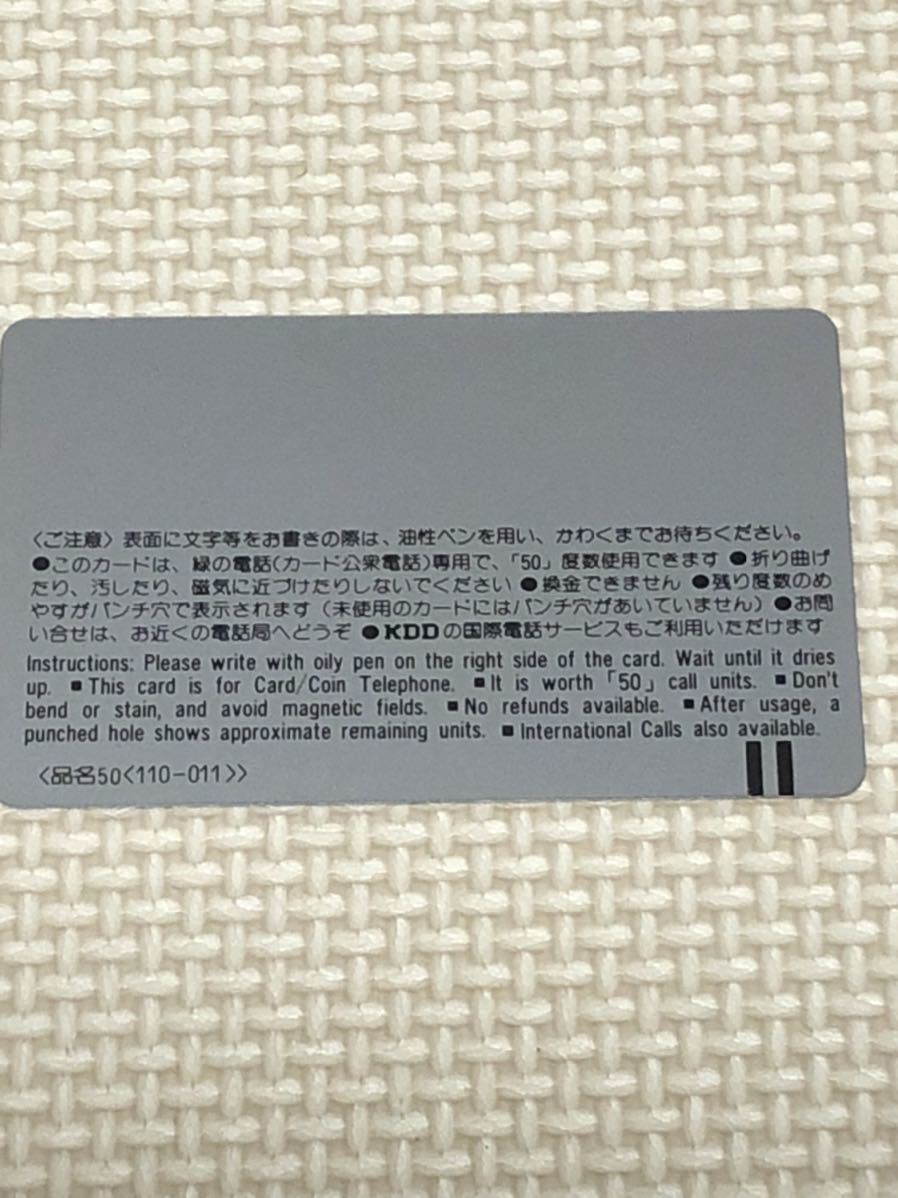 〈ご注意〉表面に文字等をお書きの際は、油性ペンを用い、かわくまでお待ちください。
●このカードは、緑の電話(カード公衆電話)専用で、「50」度数使用できます ●折り曲げ
たり、汚したり、磁気に近づけたりしないでください ●換金できません ●残り度数のめ
やすがパンチ穴で表示されます（未使用のカードにはパンチ穴があいていません）●お問
い合せは、お近くの電話局へどうぞ ●KDDの国際電話サービスもご利用いただけます
Instructions: Please write with oily pen on the right side of the card. Wait until it dries
up. ■This card is for Card/Coin Telephone. ■It is worth「50」call units. ■Don't
bend or stain, and avoid magnetic fields. ■No refunds available. ■After usage, a
punched hole shows approximate remaining units. ■International Calls also available.
〈品名50〈110-011〉〉